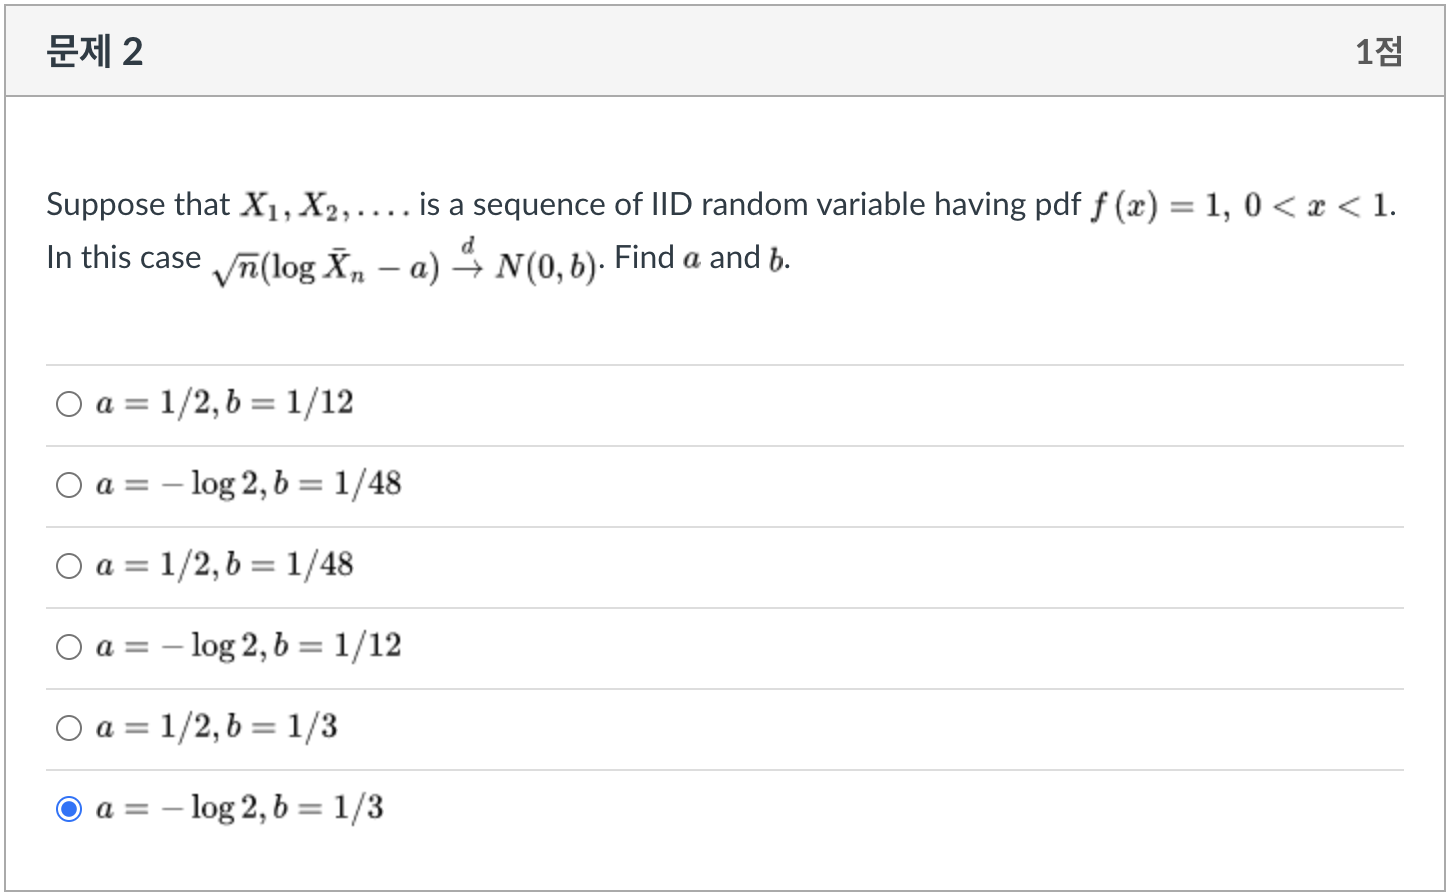 문제 2
1점
Suppose that $X_1, X_2, \ldots.$ is a sequence of IID random variable having pdf $f(x) = 1, \; 0 < x < 1.$
In this case $\sqrt{n}(\log \bar{X}_n - a) \xrightarrow{d} N(0, b)$. Find $a$ and $b$.
$a = 1/2, b = 1/12$
$a = -\log 2, b = 1/48$
$a = 1/2, b = 1/48$
$a = -\log 2, b = 1/12$
$a = 1/2, b = 1/3$
$a = -\log 2, b = 1/3$